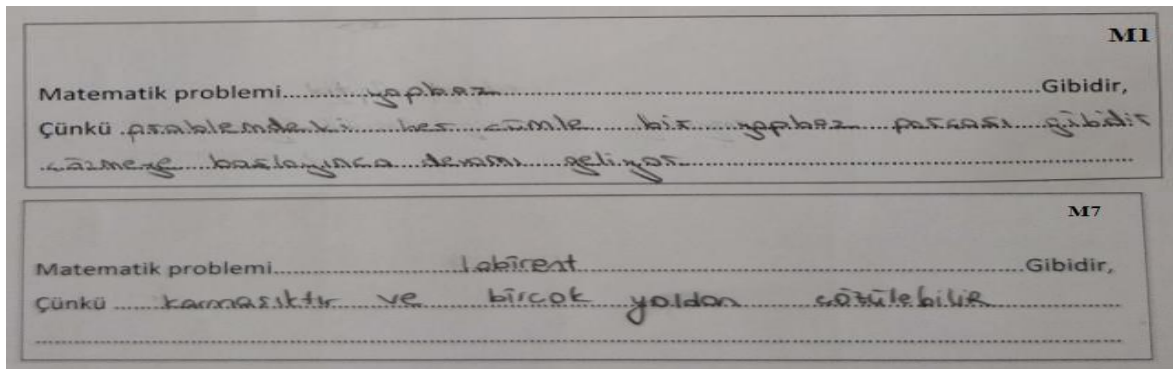 M1
Matematik problemi.............yapboz.............Gibidir,
Çünkü problemdeki her cümle bir yapboz parçası gibidir
çözmeye başlayınca devamı geliyor
M7
Matematik problemi.............Labirent.............Gibidir,
Çünkü ...... karmaşıktır ve birçok yoldan çözülebilir